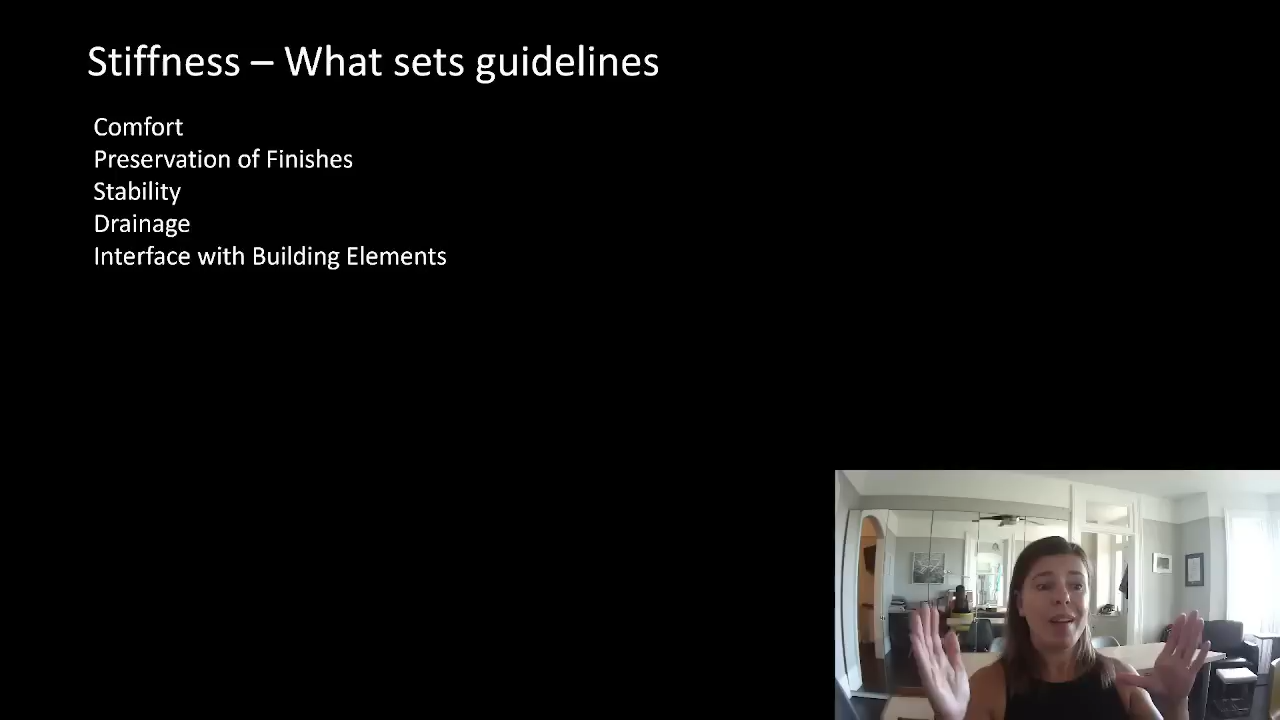 Stiffness – What sets guidelines
Comfort
Preservation of Finishes
Stability
Drainage
Interface with Building Elements